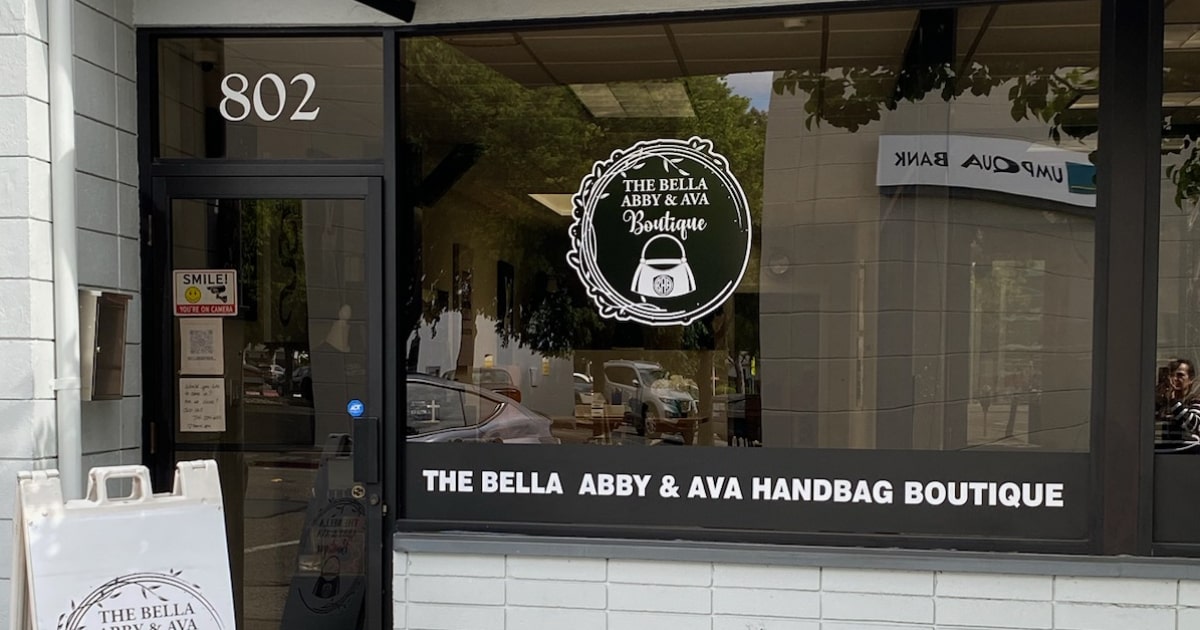 802
THE BELLA
ABBY & AVA
Boutique
UMPQUA BANK
SMILE!
YOU'RE ON CAMERA
ADT
THE BELLA ABBY & AVA HANDBAG BOUTIQUE
THE BELLA
ABBY & AVA